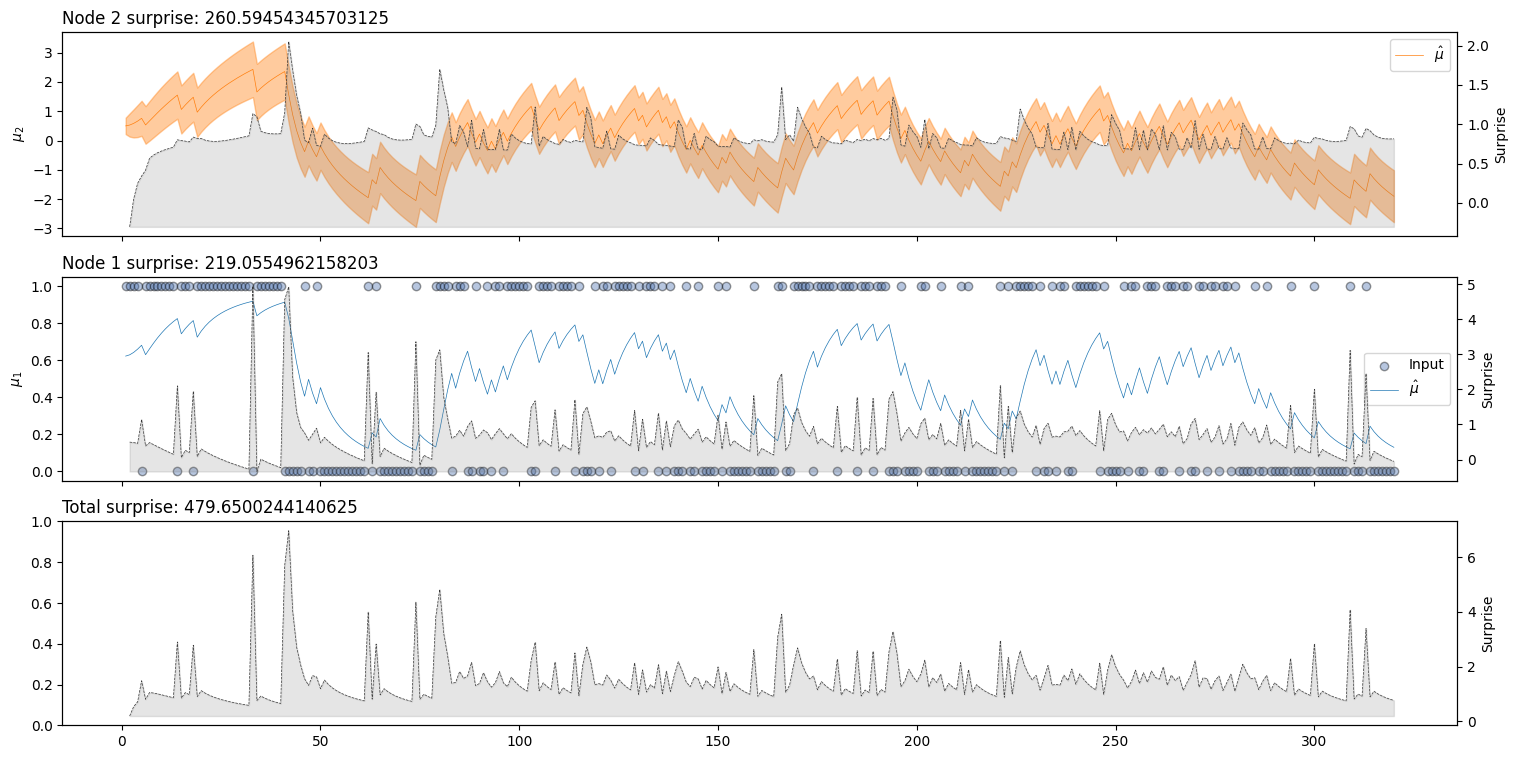 Node 2 surprise: 260.59454345703125
μ2
3
2
1
0
−1
−2
−3
μ̂
2.0
1.5
1.0
0.5
0.0
Surprise
Node 1 surprise: 219.0554962158203
μ1
1.0
0.8
0.6
0.4
0.2
0.0
Input
μ̂
5
4
3
2
1
0
Surprise
Total surprise: 479.6500244140625
1.0
0.8
0.6
0.4
0.2
0.0
6
4
2
0
Surprise
0 50 100 150 200 250 300